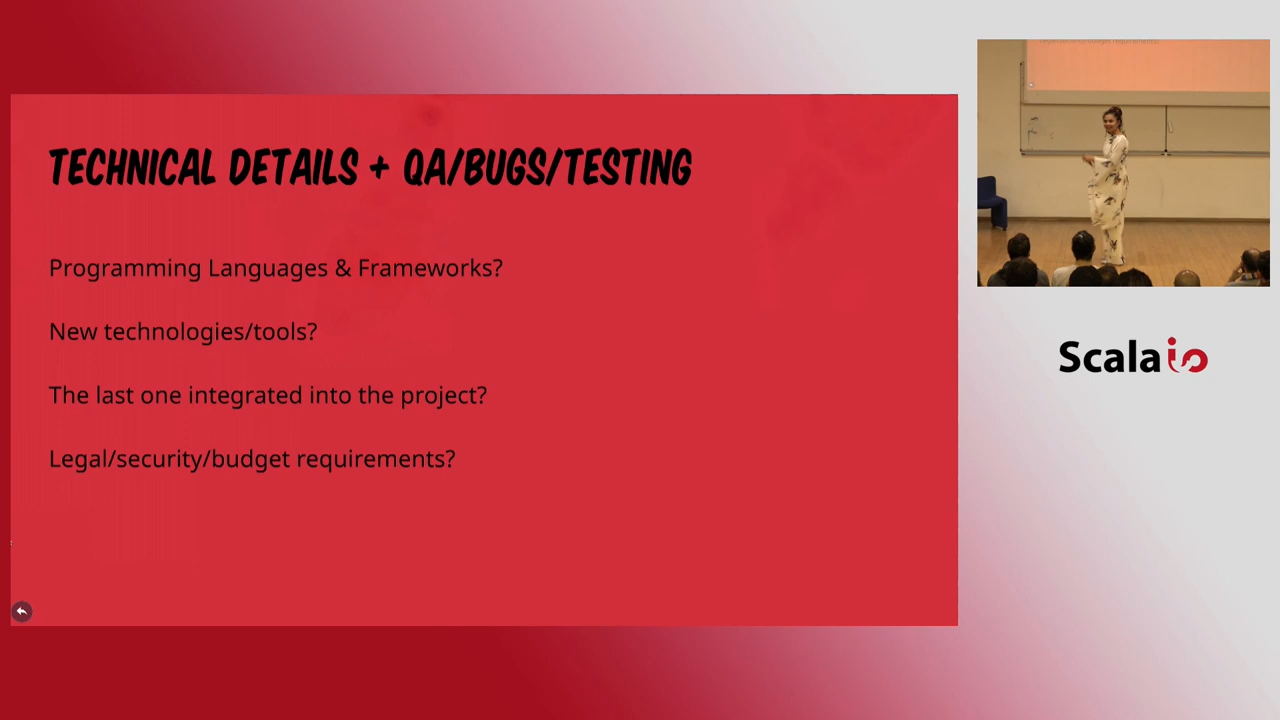 TECHNICAL DETAILS + QA/BUGS/TESTING
Programming Languages & Frameworks?
New technologies/tools?
The last one integrated into the project?
Legal/security/budget requirements?
Scala io